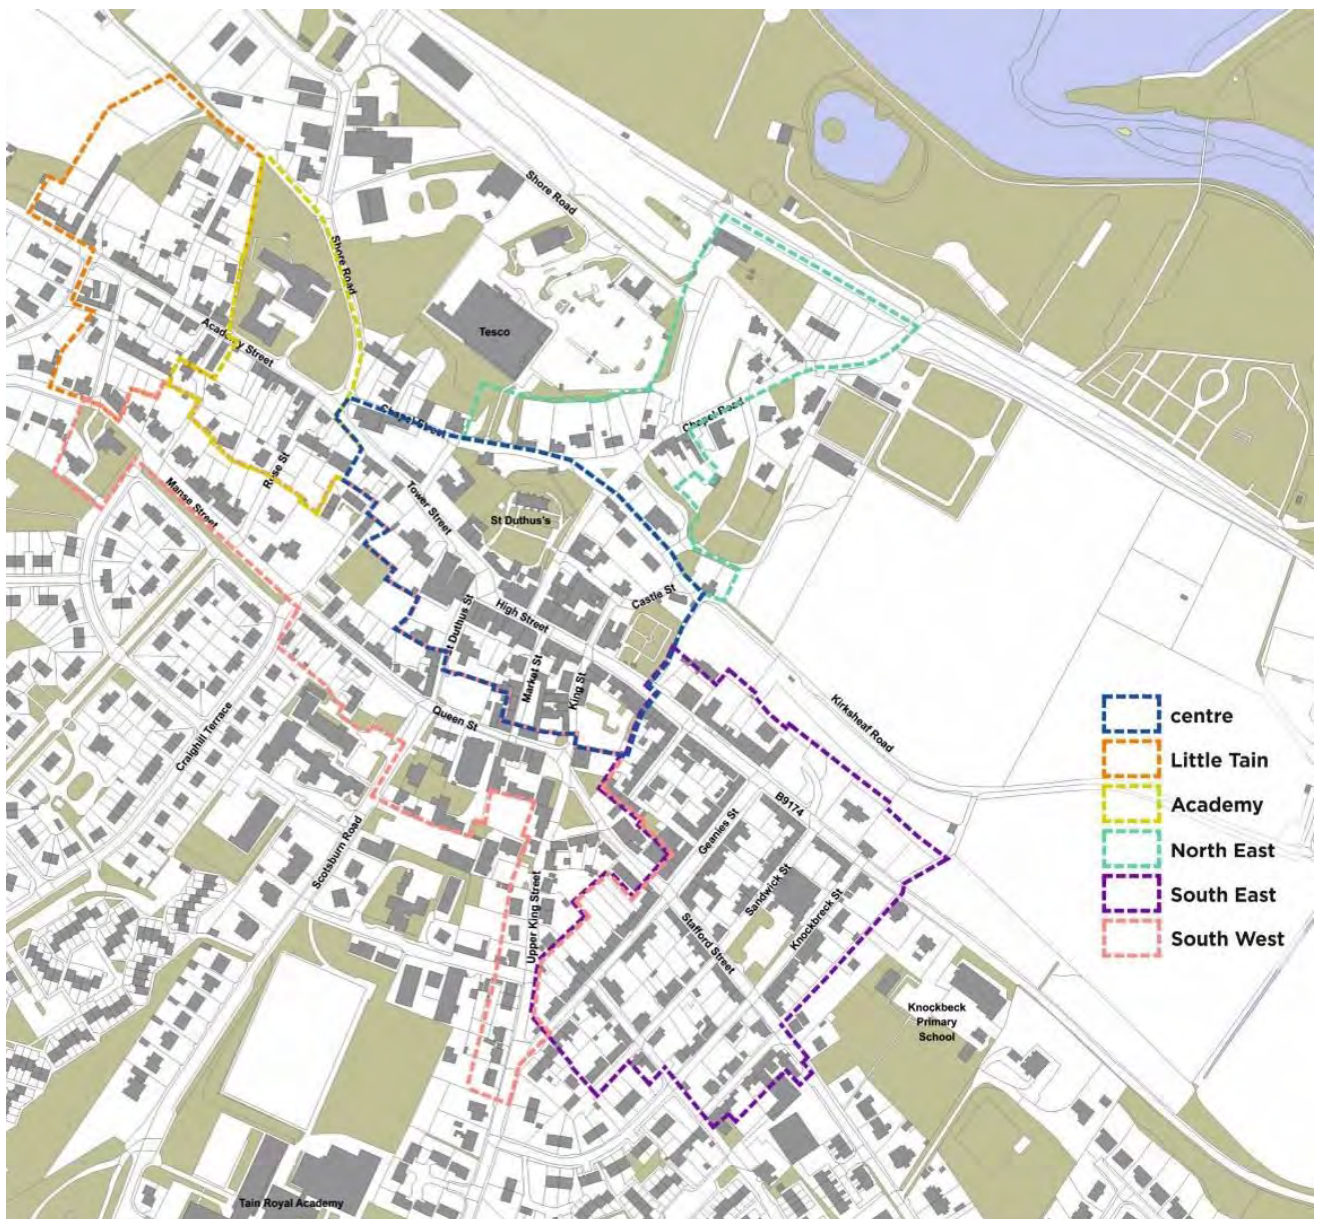 Shore Road
Shore Road
Tesco
Academy Street
Chapel Street
Chapel Road
Rose St
Manse Street
Tower Street
St Duthus's
Castle St
High Street
St Duthus St
Market St
King St
Queen St
Kirksheaf Road
Craighill Terrace
Scotsburn Road
B9174
Geanies St
Sandwick St
Knockbreck St
Stafford Street
Upper King Street
Knockbeck
Primary
School
Tain Royal Academy
centre
Little Tain
Academy
North East
South East
South West